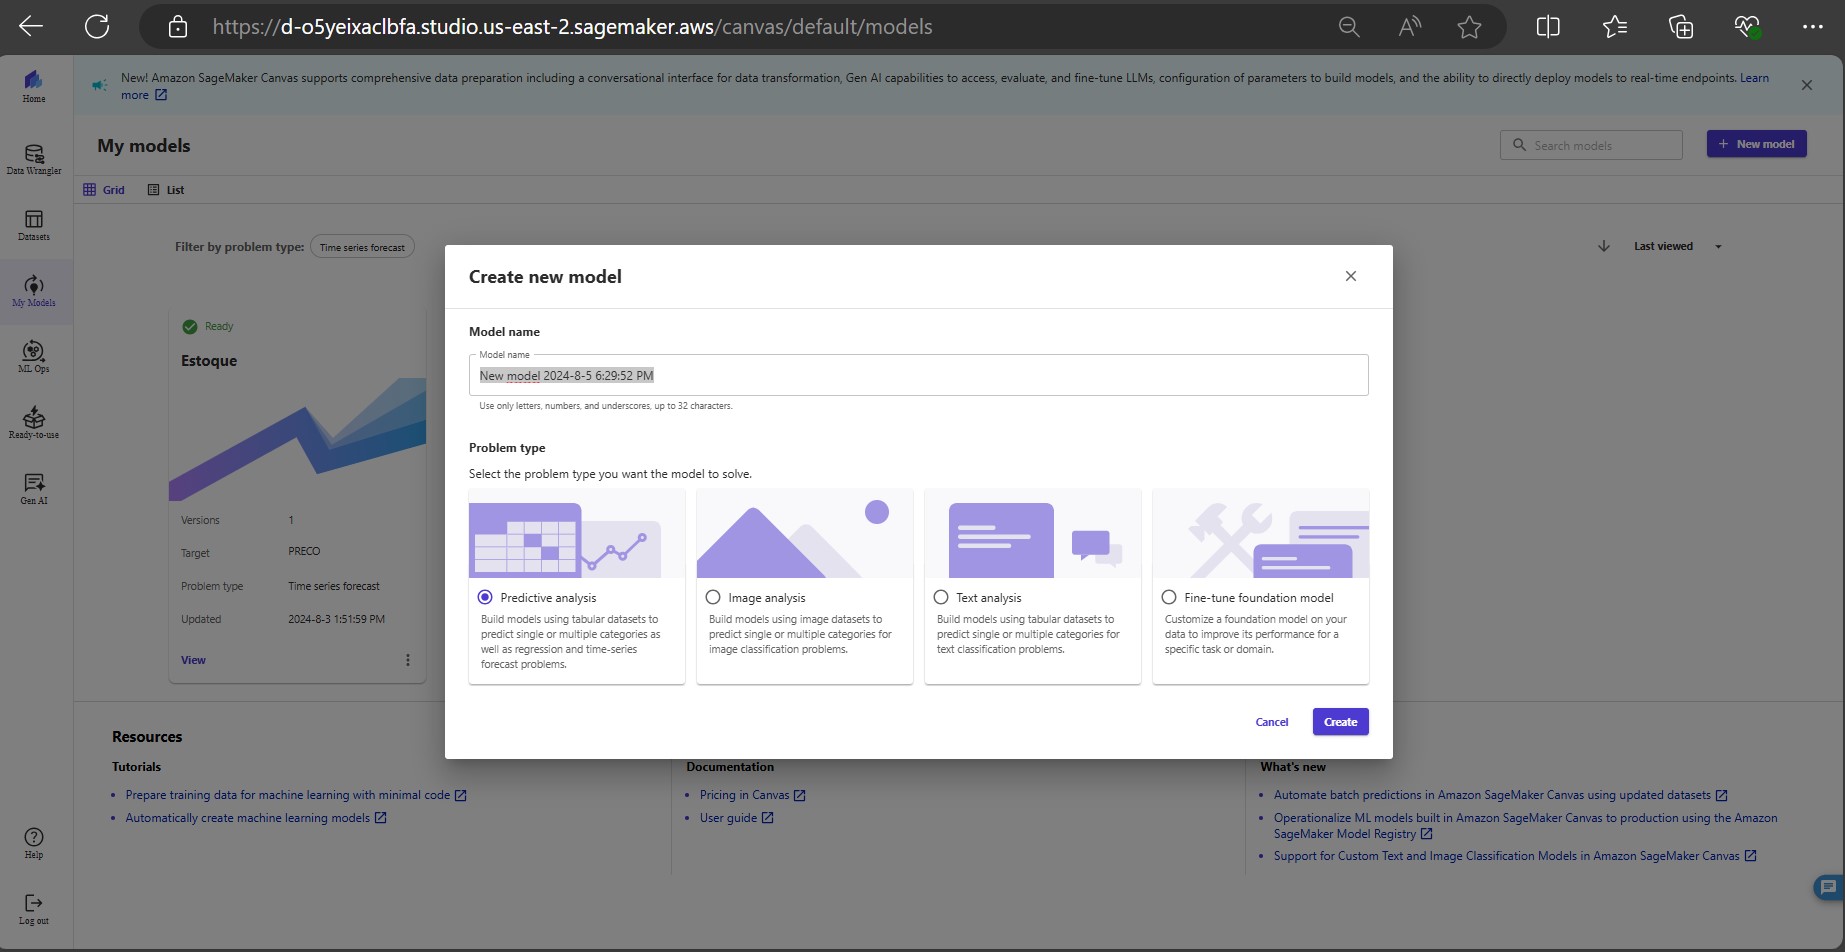 https://d-o5yeixaclbfa.studio.us-east-2.sagemaker.aws/canvas/default/models
Home
Data Wrangler
Datasets
My Models
ML Ops
Ready-to-use
Gen AI
Help
Log out
New! Amazon SageMaker Canvas supports comprehensive data preparation including a conversational interface for data transformation, Gen AI capabilities to access, evaluate, and fine-tune LLMs, configuration of parameters to build models, and the ability to directly deploy models to real-time endpoints. Learn
more
My models
Search models
+ New model
Grid
List
Filter by problem type:
Time series forecast
Last viewed
Ready
Estoque
Versions 1
Target PRECO
Problem type Time series forecast
Updated 2024-8-3 1:51:59 PM
View
Create new model
Model name
Model name
New model 2024-8-5 6:29:52 PM
Use only letters, numbers, and underscores, up to 32 characters.
Problem type
Select the problem type you want the model to solve.
Predictive analysis
Build models using tabular datasets to
predict single or multiple categories as
well as regression and time-series
forecast problems.
Image analysis
Build models using image datasets to
predict single or multiple categories for
image classification problems.
Text analysis
Build models using tabular datasets to
predict single or multiple categories for
text classification problems.
Fine-tune foundation model
Customize a foundation model on your
data to improve its performance for a
specific task or domain.
Cancel
Create
Resources
Tutorials
• Prepare training data for machine learning with minimal code
• Automatically create machine learning models
Documentation
• Pricing in Canvas
• User guide
What's new
• Automate batch predictions in Amazon SageMaker Canvas using updated datasets
• Operationalize ML models built in Amazon SageMaker Canvas to production using the Amazon
SageMaker Model Registry
• Support for Custom Text and Image Classification Models in Amazon SageMaker Canvas